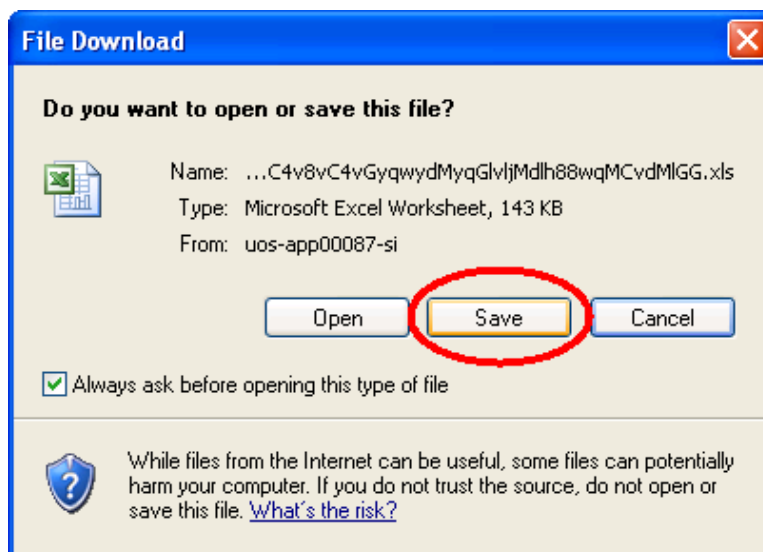 File Download
Do you want to open or save this file?
Name: ...C4v8vC4vGyqwydMyqGlvljMdlh88wqMCvdMlGG.xls
Type: Microsoft Excel Worksheet, 143 KB
From: uos-app00087-si
Open Save Cancel
Always ask before opening this type of file
While files from the Internet can be useful, some files can potentially
harm your computer. If you do not trust the source, do not open or
save this file. What's the risk?